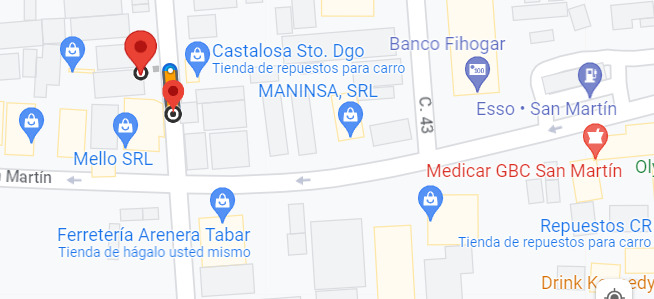 Castalosa Sto. Dgo
Tienda de repuestos para carro
Banco Fihogar
MANINSA, SRL
Esso • San Martín
C. 43
Mello SRL
Medicar GBC San Martín
Oly
n Martín
Ferretería Arenera Tabar
Tienda de hágalo usted mismo
Repuestos CR
Tienda de repuestos para carro
Drink